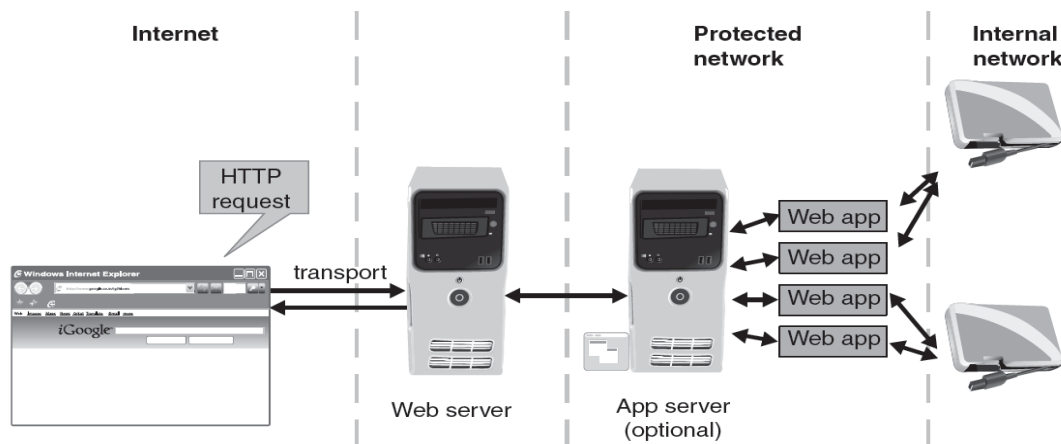 Internet
Protected
network
Internal
network
HTTP
request
Windows Internet Explorer
transport
iGoogle
Web app
Web app
Web app
Web app
Web server
App server
(optional)